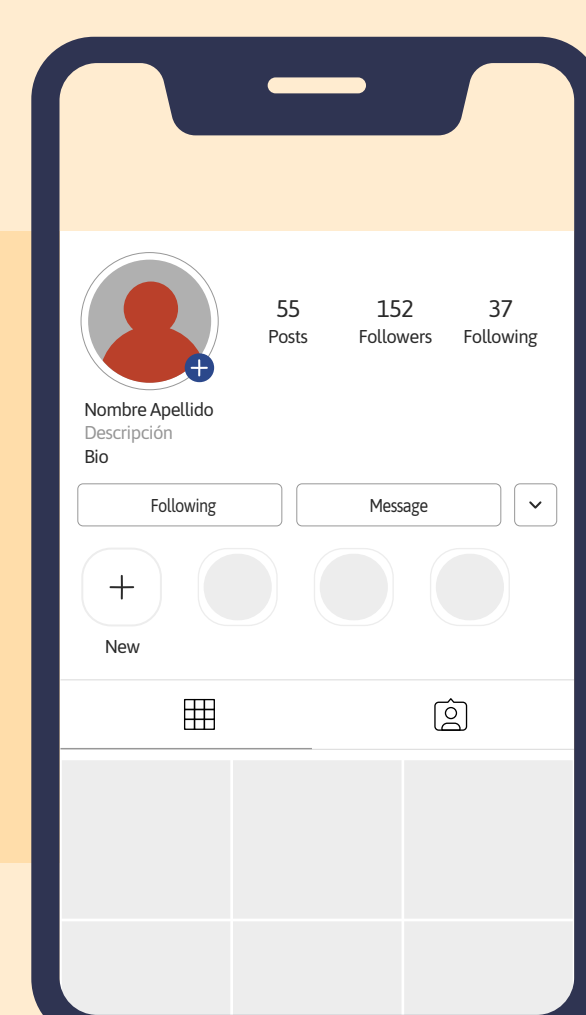 55 152 37
Posts Followers Following
Nombre Apellido
Descripción
Bio
Following Message
New